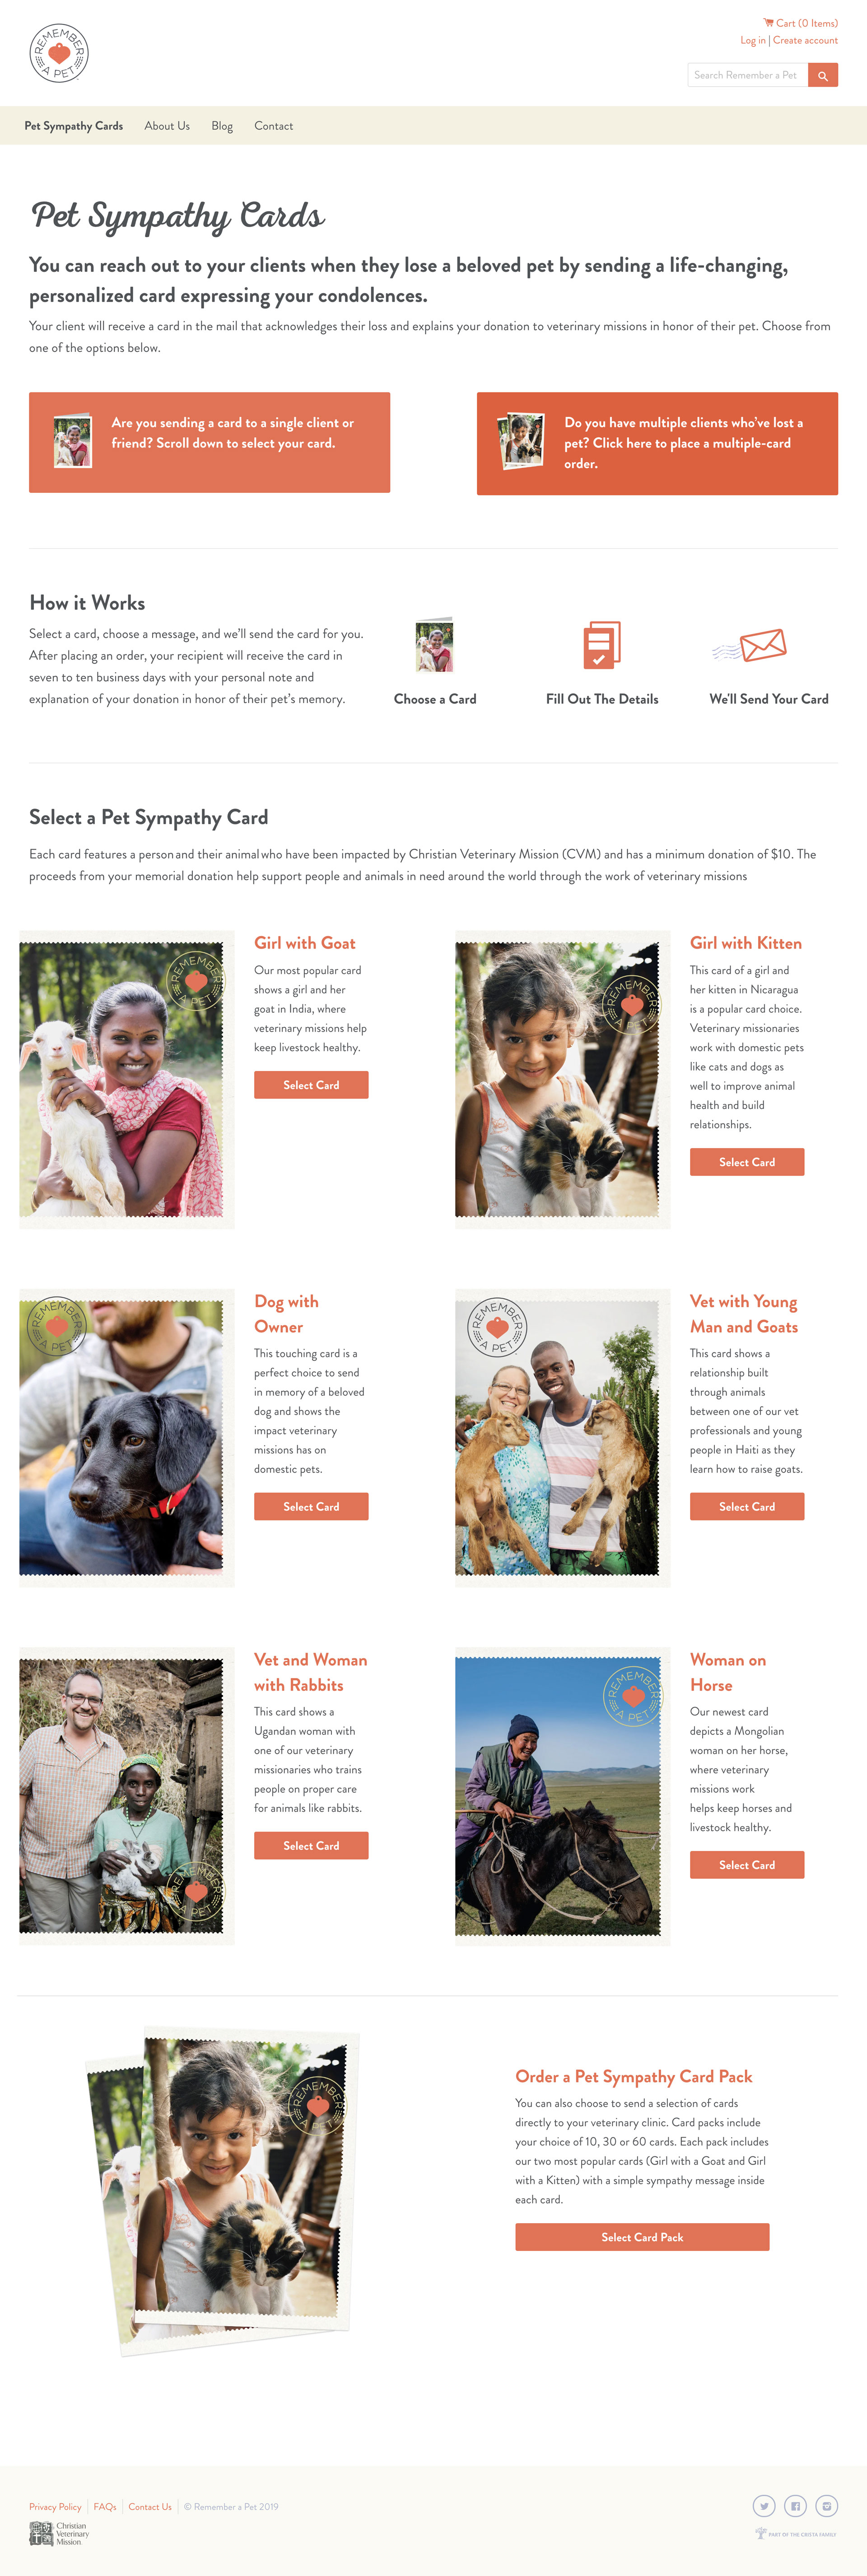 REMEMBER A PET
Cart (0 Items)
Log in | Create account
Search Remember a Pet
Pet Sympathy Cards
About Us
Blog
Contact
Pet Sympathy Cards
You can reach out to your clients when they lose a beloved pet by sending a life-changing,
personalized card expressing your condolences.
Your client will receive a card in the mail that acknowledges their loss and explains your donation to veterinary missions in honor of their pet. Choose from
one of the options below.
Are you sending a card to a single client or
friend? Scroll down to select your card.
Do you have multiple clients who've lost a
pet? Click here to place a multiple-card
order.
How it Works
Select a card, choose a message, and we'll send the card for you.
After placing an order, your recipient will receive the card in
seven to ten business days with your personal note and
explanation of your donation in honor of their pet's memory.
Choose a Card
Fill Out The Details
We'll Send Your Card
Select a Pet Sympathy Card
Each card features a person and their animal who have been impacted by Christian Veterinary Mission (CVM) and has a minimum donation of $10. The
proceeds from your memorial donation help support people and animals in need around the world through the work of veterinary missions
REMEMBER A PET
Girl with Goat
Our most popular card
shows a girl and her
goat in India, where
veterinary missions help
keep livestock healthy.
Select Card
REMEMBER A PET
Girl with Kitten
This card of a girl and
her kitten in Nicaragua
is a popular card choice.
Veterinary missionaries
work with domestic pets
like cats and dogs as
well to improve animal
health and build
relationships.
Select Card
REMEMBER A PET
Dog with
Owner
This touching card is a
perfect choice to send
in memory of a beloved
dog and shows the
impact veterinary
missions has on
domestic pets.
Select Card
REMEMBER A PET
Vet with Young
Man and Goats
This card shows a
relationship built
through animals
between one of our vet
professionals and young
people in Haiti as they
learn how to raise goats.
Select Card
REMEMBER A PET
Vet and Woman
with Rabbits
This card shows a
Ugandan woman with
one of our veterinary
missionaries who trains
people on proper care
for animals like rabbits.
Select Card
REMEMBER A PET
Woman on
Horse
Our newest card
depicts a Mongolian
woman on her horse,
where veterinary
missions work
helps keep horses and
livestock healthy.
Select Card
REMEMBER A PET
Order a Pet Sympathy Card Pack
You can also choose to send a selection of cards
directly to your veterinary clinic. Card packs include
your choice of 10, 30 or 60 cards. Each pack includes
our two most popular cards (Girl with a Goat and Girl
with a Kitten) with a simple sympathy message inside
each card.
Select Card Pack
Privacy Policy
FAQs
Contact Us
© Remember a Pet 2019
Christian
Veterinary
Mission
PART OF THE CRISTA FAMILY